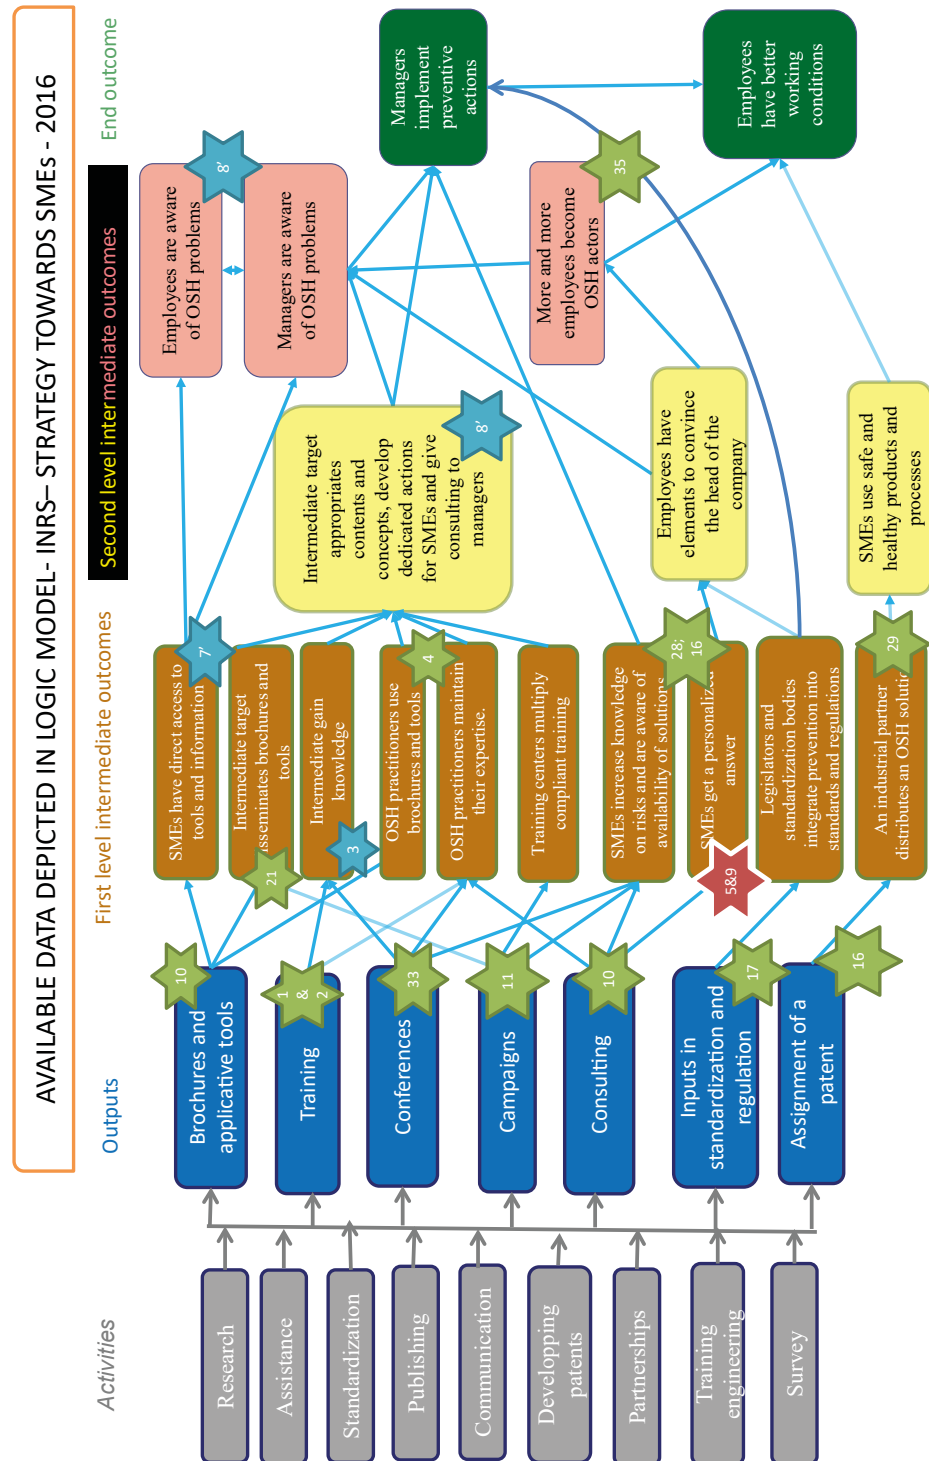 AVAILABLE DATA DEPICTED IN LOGIC MODEL- INRS– STRATEGY TOWARDS SMEs - 2016
Activities
Outputs
First level intermediate outcomes
Second level intermediate outcomes
End outcome
Research
Assistance
Standardization
Publishing
Communication
Developping
patents
Partnerships
Training
engineering
Survey
Brochures and
applicative tools
10
Training
1
&
2
Conferences
33
Campaigns
11
Consulting
10
Inputs in
standardization and
regulation
17
Assignment of a
patent
16
SMEs have direct access to
tools and information
7'
Intermediate target
disseminates brochures and
tools
21
Intermediate gain
knowledge
3
OSH practitioners use
brochures and tools
4
OSH practitioners maintain
their expertise.
Training centers multiply
compliant training
SMEs increase knowledge
on risks and are aware of
availability of solutions
28;
16
SMEs get a personalized
answer
5&9
Legislators and
standardization bodies
integrate prevention into
standards and regulations
An industrial partner
distributes an OSH solution
29
Intermediate target
appropriates
contents and
concepts, develop
dedicated actions
for SMEs and give
consulting to
managers
8'
Employees have
elements to convince
the head of the
company
SMEs use safe and
healthy products and
processes
Employees are aware
of OSH problems
8'
Managers are aware
of OSH problems
More and more
employees become
OSH actors
35
Managers
implement
preventive
actions
Employees
have better
working
conditions